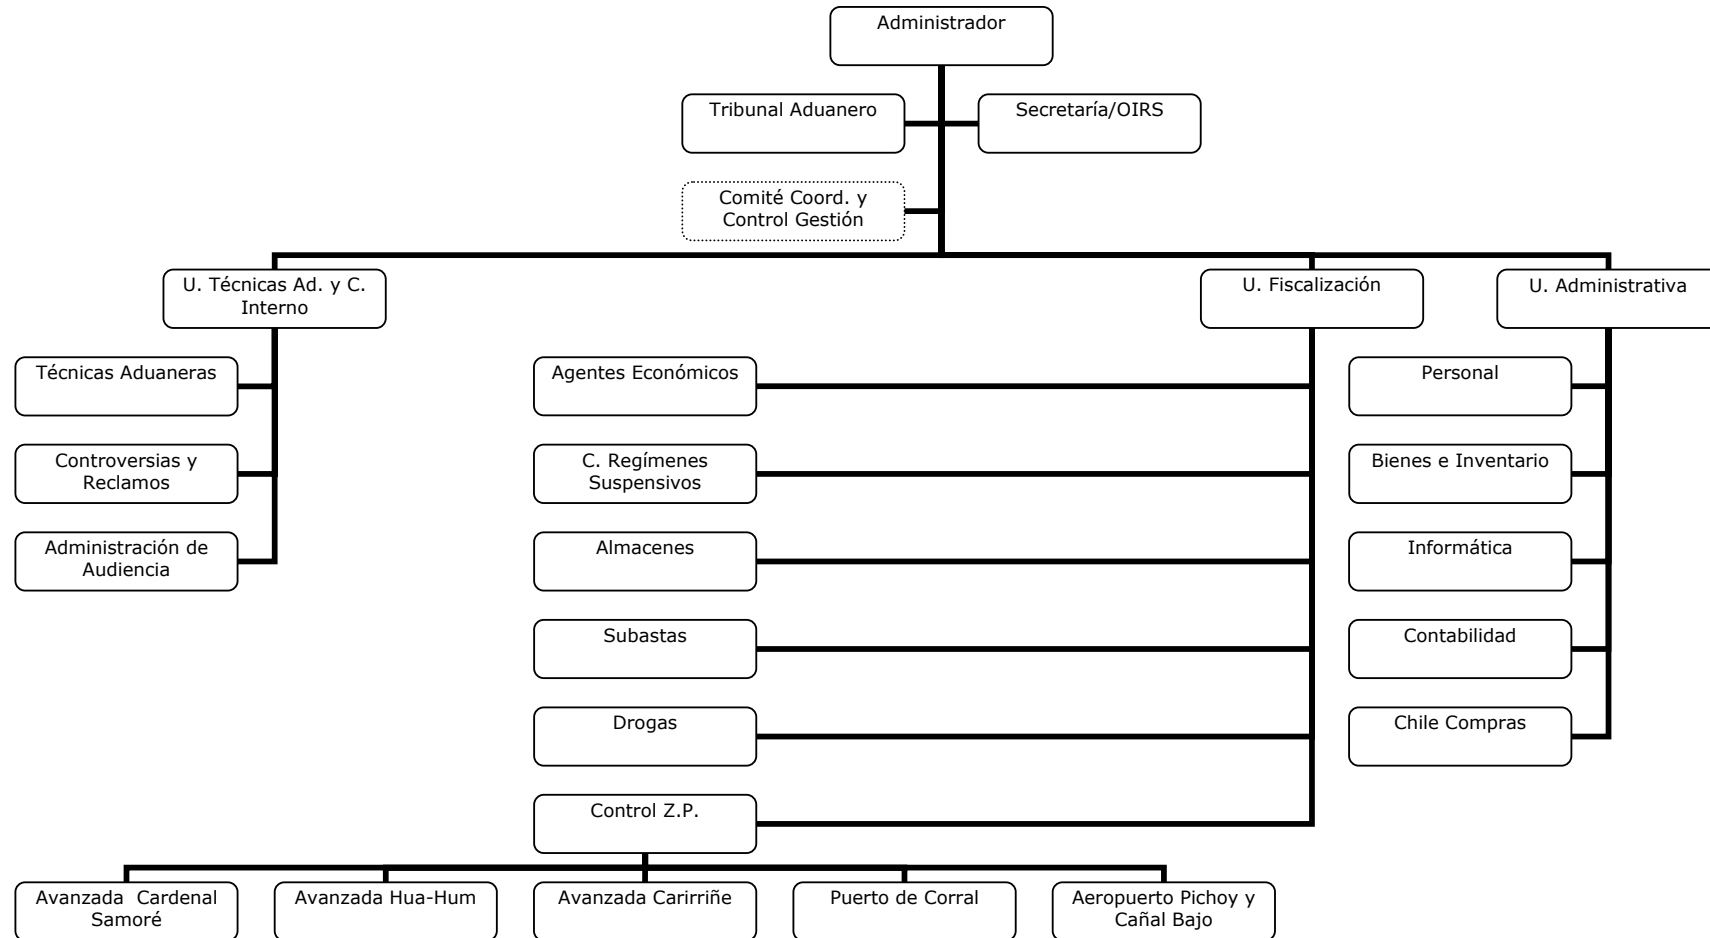 Administrador
Tribunal Aduanero
Secretaría/OIRS
Comité Coord. y
Control Gestión
U. Técnicas Ad. y C.
Interno
U. Fiscalización
U. Administrativa
Técnicas Aduaneras
Agentes Económicos
Personal
Controversias y
Reclamos
C. Regímenes
Suspensivos
Bienes e Inventario
Administración de
Audiencia
Almacenes
Informática
Subastas
Contabilidad
Drogas
Chile Compras
Control Z.P.
Avanzada Cardenal
Samoré
Avanzada Hua-Hum
Avanzada Carirriñe
Puerto de Corral
Aeropuerto Pichoy y
Cañal Bajo